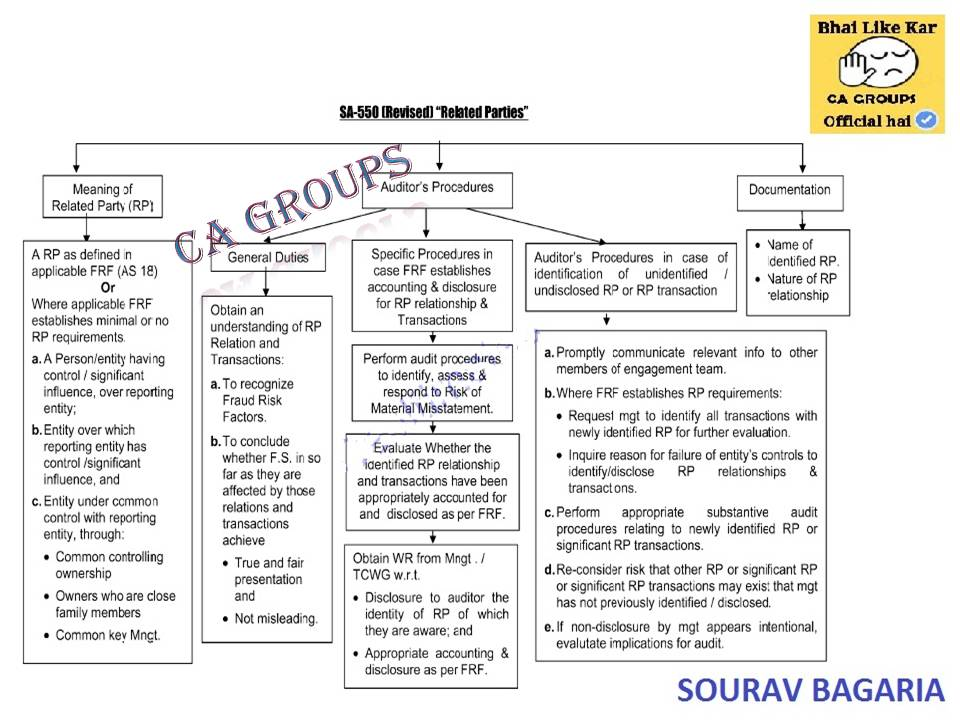 Bhai Like Kar
CA GROUPS
Official hai
SA-550 (Revised) “Related Parties”
CA GROUPS
Meaning of
Related Party (RP)
A RP as defined in
applicable FRF (AS 18)
Or
Where applicable FRF
establishes minimal or no
RP requirements.
a. A Person/entity having
control / significant
influence, over reporting
entity;
b. Entity over which
reporting entity has
control /significant
influence, and
c. Entity under common
control with reporting
entity, through:
• Common controlling
ownership
• Owners who are close
family members
• Common key Mngt.
Auditor’s Procedures
General Duties
Obtain an
understanding of RP
Relation and
Transactions:
a. To recognize
Fraud Risk
Factors.
b. To conclude
whether F.S. in so
far as they are
affected by those
relations and
transactions
achieve
• True and fair
presentation
and
• Not misleading.
Specific Procedures in
case FRF establishes
accounting & disclosure
for RP relationship &
Transactions
Perform audit procedures
to identify, assess &
respond to Risk of
Material Misstatement.
Evaluate Whether the
identified RP relationship
and transactions have been
appropriately accounted for
and disclosed as per FRF.
Obtain WR from Mngt . /
TCWG w.r.t.
• Disclosure to auditor the
identity of RP of which
they are aware; and
• Appropriate accounting &
disclosure as per FRF.
Auditor’s Procedures in case of
identification of unidentified /
undisclosed RP or RP transaction
a. Promptly communicate relevant info to other
members of engagement team.
b. Where FRF establishes RP requirements:
• Request mgt to identify all transactions with
newly identified RP for further evaluation.
• Inquire reason for failure of entity’s controls to
identify/disclose RP relationships &
transactions.
c. Perform appropriate substantive audit
procedures relating to newly identified RP or
significant RP transactions.
d. Re-consider risk that other RP or significant RP
or significant RP transactions may exist that mgt
has not previously identified / disclosed.
e. If non-disclosure by mgt appears intentional,
evalutate implications for audit.
Documentation
• Name of
identified RP.
• Nature of RP
relationship
SOURAV BAGARIA